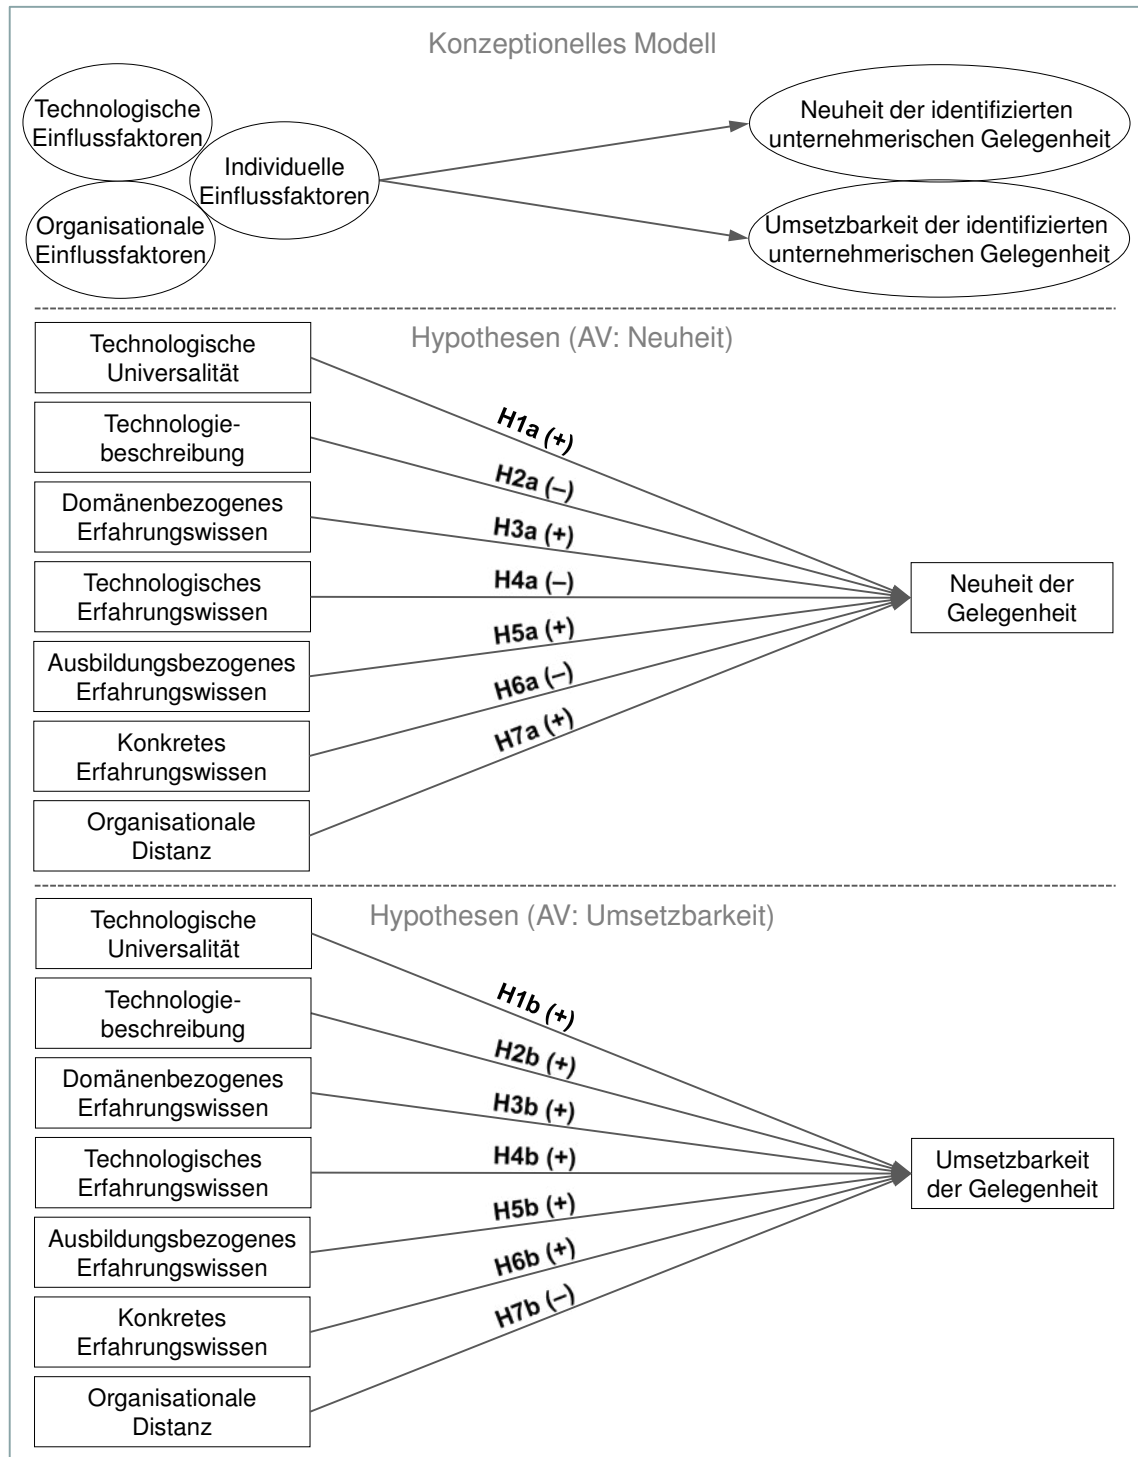 Konzeptionelles Modell
Technologische
Einflussfaktoren
Individuelle
Einflussfaktoren
Organisationale
Einflussfaktoren
Neuheit der identifizierten
unternehmerischen Gelegenheit
Umsetzbarkeit der identifizierten
unternehmerischen Gelegenheit
Hypothesen (AV: Neuheit)
Technologische
Universalität
Technologie-
beschreibung
Domänenbezogenes
Erfahrungswissen
Technologisches
Erfahrungswissen
Ausbildungsbezogenes
Erfahrungswissen
Konkretes
Erfahrungswissen
Organisationale
Distanz
H1a (+)
H2a (–)
H3a (+)
H4a (–)
H5a (+)
H6a (–)
H7a (+)
Neuheit der
Gelegenheit
Hypothesen (AV: Umsetzbarkeit)
Technologische
Universalität
Technologie-
beschreibung
Domänenbezogenes
Erfahrungswissen
Technologisches
Erfahrungswissen
Ausbildungsbezogenes
Erfahrungswissen
Konkretes
Erfahrungswissen
Organisationale
Distanz
H1b (+)
H2b (+)
H3b (+)
H4b (+)
H5b (+)
H6b (+)
H7b (–)
Umsetzbarkeit
der Gelegenheit